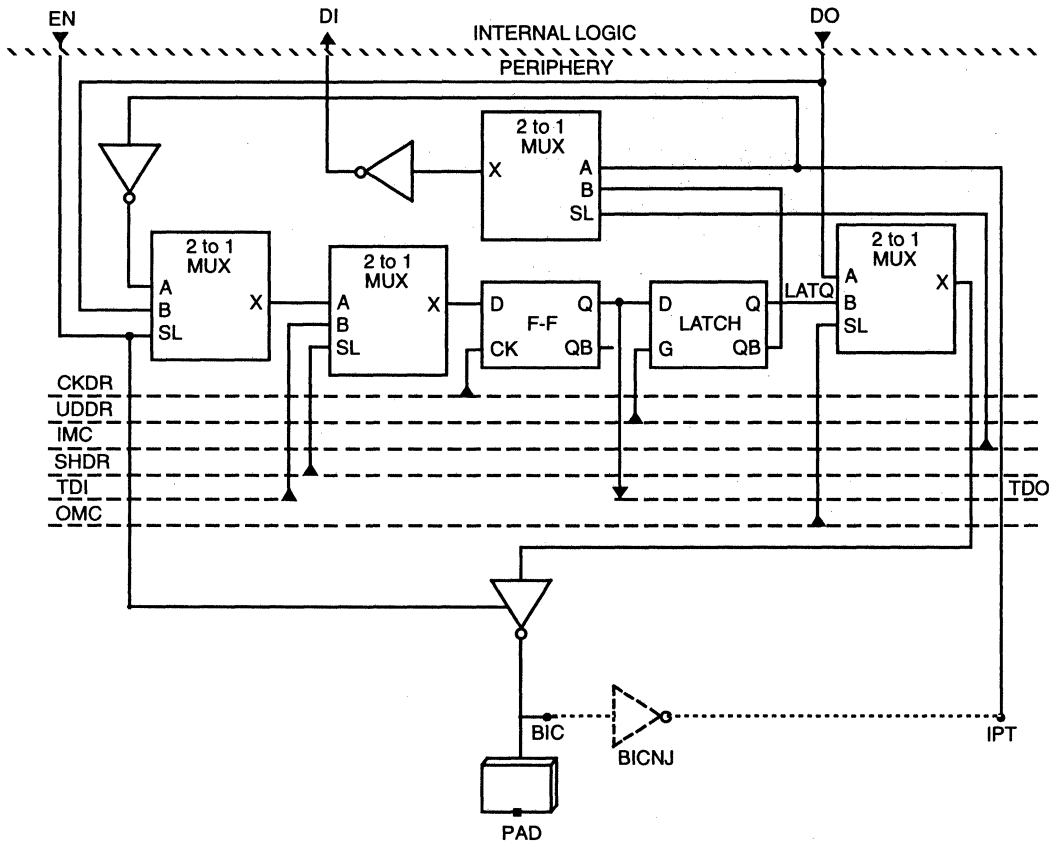 EN
DI
INTERNAL LOGIC
DO
PERIPHERY
2 to 1
MUX
X
A
B
SL
2 to 1
MUX
A
B
SL
X
2 to 1
MUX
A
B
SL
X
D
Q
F-F
CK
QB
D
Q
LATCH
G
QB
LATQ
2 to 1
MUX
A
B
SL
X
CKDR
UDDR
IMC
SHDR
TDI
TDO
OMC
BIC
BICNJ
IPT
PAD